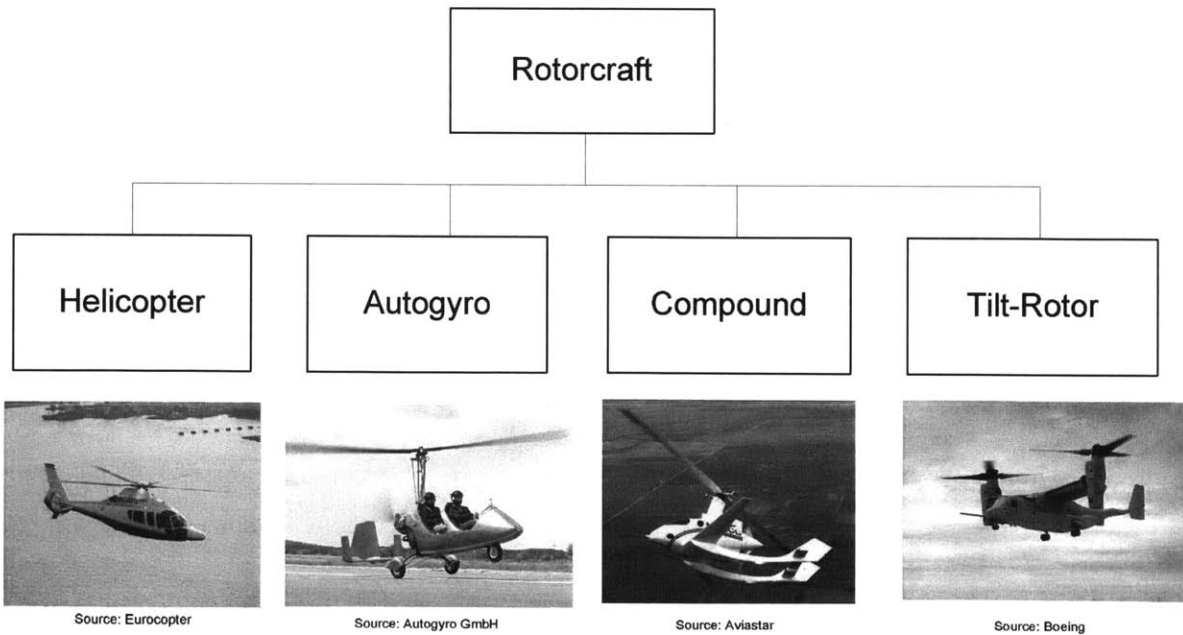 Rotorcraft
Helicopter
Autogyro
Compound
Tilt-Rotor
Source: Eurocopter
Source: Autogyro GmbH
Source: Aviastar
Source: Boeing